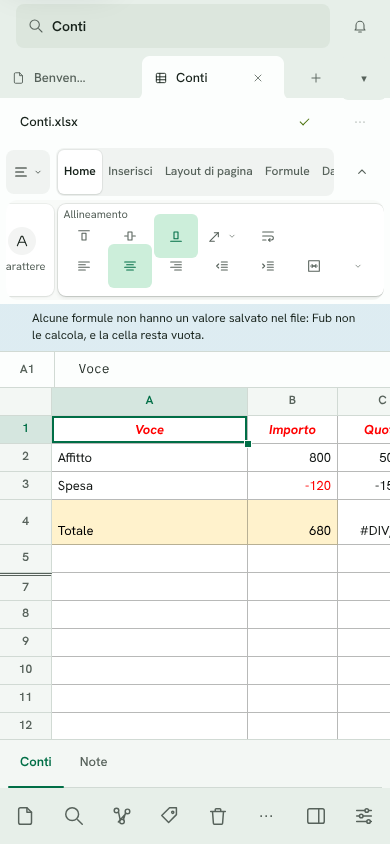 Conti
Benven...
Conti
Conti.xlsx
Home Inserisci Layout di pagina Formule Da
Allineamento
A
arattere
Alcune formule non hanno un valore salvato nel file: Fub non
le calcola, e la cella resta vuota.
A1 Voce
A B C
1 Voce Importo Quo
2 Affitto 800 50
3 Spesa -120 -15
4 Totale 680 #DIV/
5
7
8
9
10
11
12
Conti Note